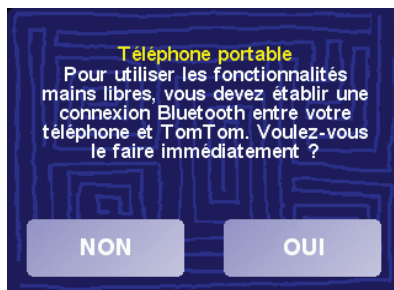 Téléphone portable
Pour utiliser les fonctionnalités
mains libres, vous devez établir une
connexion Bluetooth entre votre
téléphone et TomTom. Voulez-vous
le faire immédiatement ?
NON
OUI